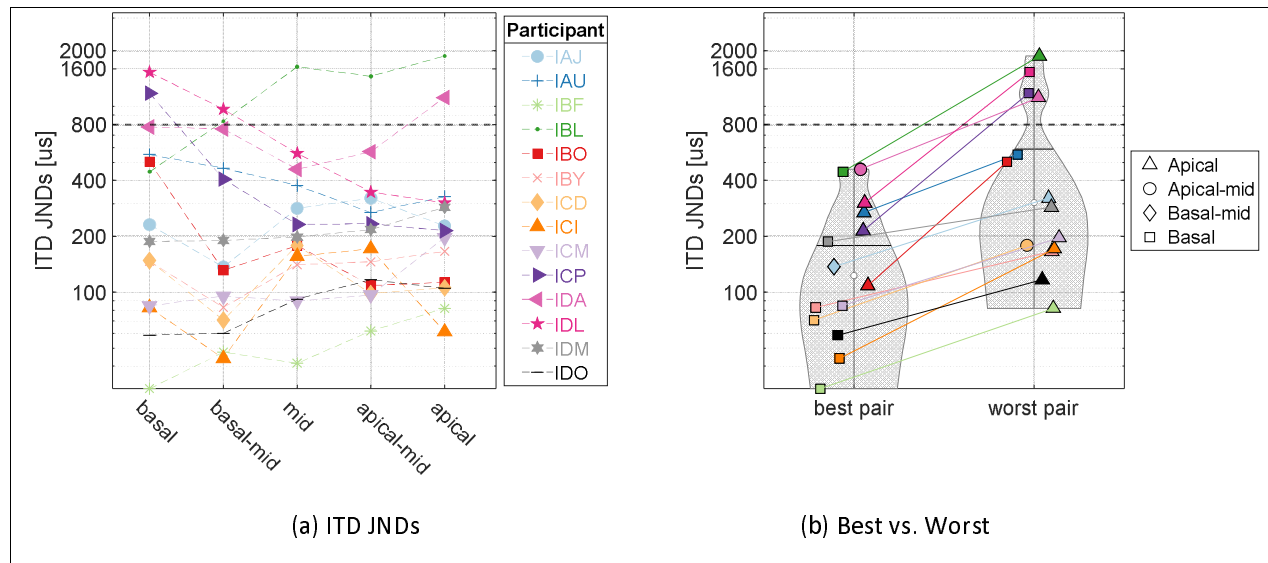 2000
1600
800
400
200
100
ITD JNDs [us]
basal
basal-mid
mid
apical-mid
apical
Participant
IAJ
IAU
IBF
IBL
IBO
IBY
ICD
ICI
ICM
ICP
IDA
IDL
IDM
IDO
(a) ITD JNDs
2000
1600
800
400
200
100
ITD JNDs [us]
best pair
worst pair
Apical
Apical-mid
Basal-mid
Basal
(b) Best vs. Worst